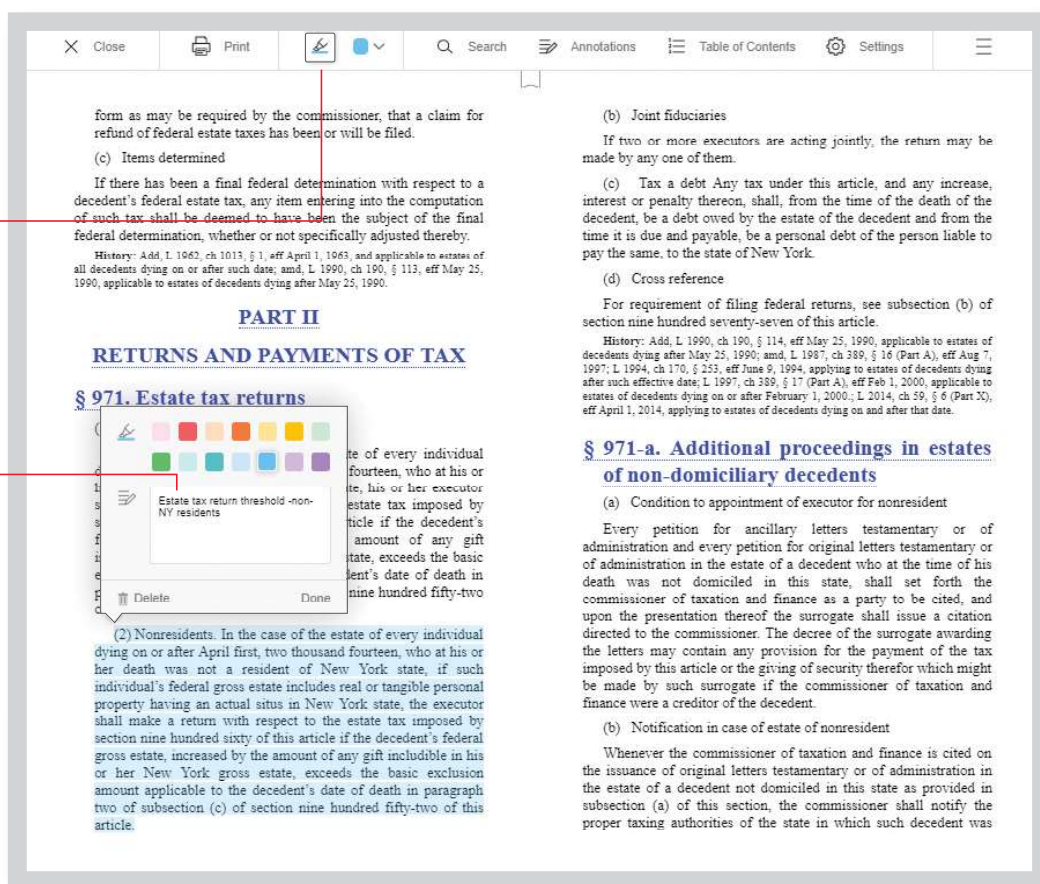 Close Print Search Annotations Table of Contents Settings
form as may be required by the commissioner, that a claim for
refund of federal estate taxes has been or will be filed.
(c) Items determined
If there has been a final federal determination with respect to a
decedent's federal estate tax, any item entering into the computation
of such tax shall be deemed to have been the subject of the final
federal determination, whether or not specifically adjusted thereby.
History: Add, L 1962, ch 1013, § 1, eff April 1, 1963, and applicable to estates of
all decedents dying on or after such date; amd, L 1990, ch 190, § 113, eff May 25,
1990, applicable to estates of decedents dying after May 25, 1990.
PART II
RETURNS AND PAYMENTS OF TAX
§ 971. Estate tax returns
te of every individual
fourteen, who at his or
te, his or her executor
estate tax imposed by
ticle if the decedent's
amount of any gift
state, exceeds the basic
dent's date of death in
nine hundred fifty-two
Estate tax return threshold -non-
NY residents
Delete Done
(2) Nonresidents. In the case of the estate of every individual
dying on or after April first, two thousand fourteen, who at his or
her death was not a resident of New York state, if such
individual's federal gross estate includes real or tangible personal
property having an actual situs in New York state, the executor
shall make a return with respect to the estate tax imposed by
section nine hundred sixty of this article if the decedent's federal
gross estate, increased by the amount of any gift includible in his
or her New York gross estate, exceeds the basic exclusion
amount applicable to the decedent's date of death in paragraph
two of subsection (c) of section nine hundred fifty-two of this
article.
(b) Joint fiduciaries
If two or more executors are acting jointly, the return may be
made by any one of them.
(c) Tax a debt Any tax under this article, and any increase,
interest or penalty thereon, shall, from the time of the death of the
decedent, be a debt owed by the estate of the decedent and from the
time it is due and payable, be a personal debt of the person liable to
pay the same, to the state of New York.
(d) Cross reference
For requirement of filing federal returns, see subsection (b) of
section nine hundred seventy-seven of this article.
History: Add, L 1990, ch 190, § 114, eff May 25, 1990, applicable to estates of
decedents dying after May 25, 1990; amd, L 1987, ch 389, § 16 (Part A), eff Aug 7,
1997; L 1994, ch 170, § 253, eff June 9, 1994, applying to estates of decedents dying
after such effective date; L 1997, ch 389, § 17 (Part A), eff Feb 1, 2000, applicable to
estates of decedents dying on or after February 1, 2000.; L 2014, ch 59, § 6 (Part X),
eff April 1, 2014, applying to estates of decedents dying on and after that date.
§ 971-a. Additional proceedings in estates
of non-domiciliary decedents
(a) Condition to appointment of executor for nonresident
Every petition for ancillary letters testamentary or of
administration and every petition for original letters testamentary or
of administration in the estate of a decedent who at the time of his
death was not domiciled in this state, shall set forth the
commissioner of taxation and finance as a party to be cited, and
upon the presentation thereof the surrogate shall issue a citation
directed to the commissioner. The decree of the surrogate awarding
the letters may contain any provision for the payment of the tax
imposed by this article or the giving of security therefor which might
be made by such surrogate if the commissioner of taxation and
finance were a creditor of the decedent.
(b) Notification in case of estate of nonresident
Whenever the commissioner of taxation and finance is cited on
the issuance of original letters testamentary or of administration in
the estate of a decedent not domiciled in this state as provided in
subsection (a) of this section, the commissioner shall notify the
proper taxing authorities of the state in which such decedent was